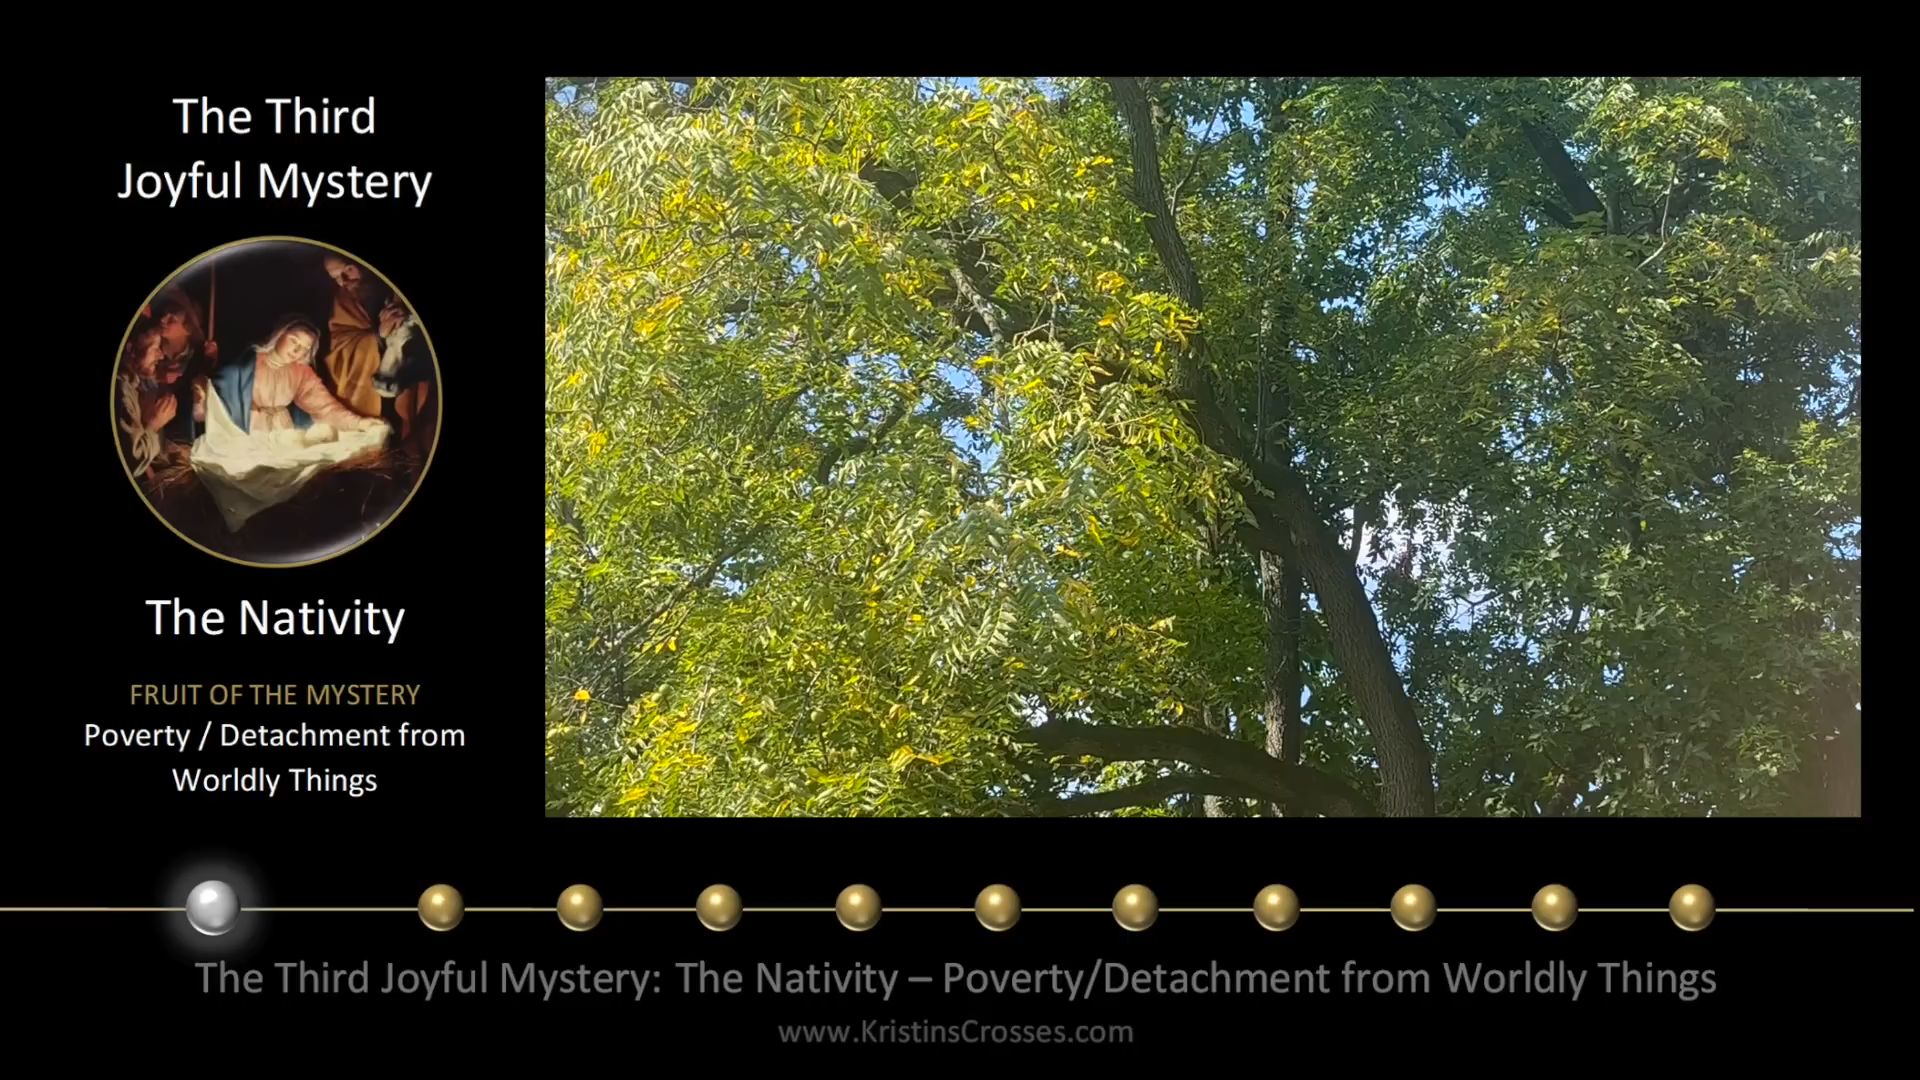 The Third
Joyful Mystery
The Nativity
FRUIT OF THE MYSTERY
Poverty / Detachment from
Worldly Things
The Third Joyful Mystery: The Nativity – Poverty/Detachment from Worldly Things
www.KristinsCrosses.com